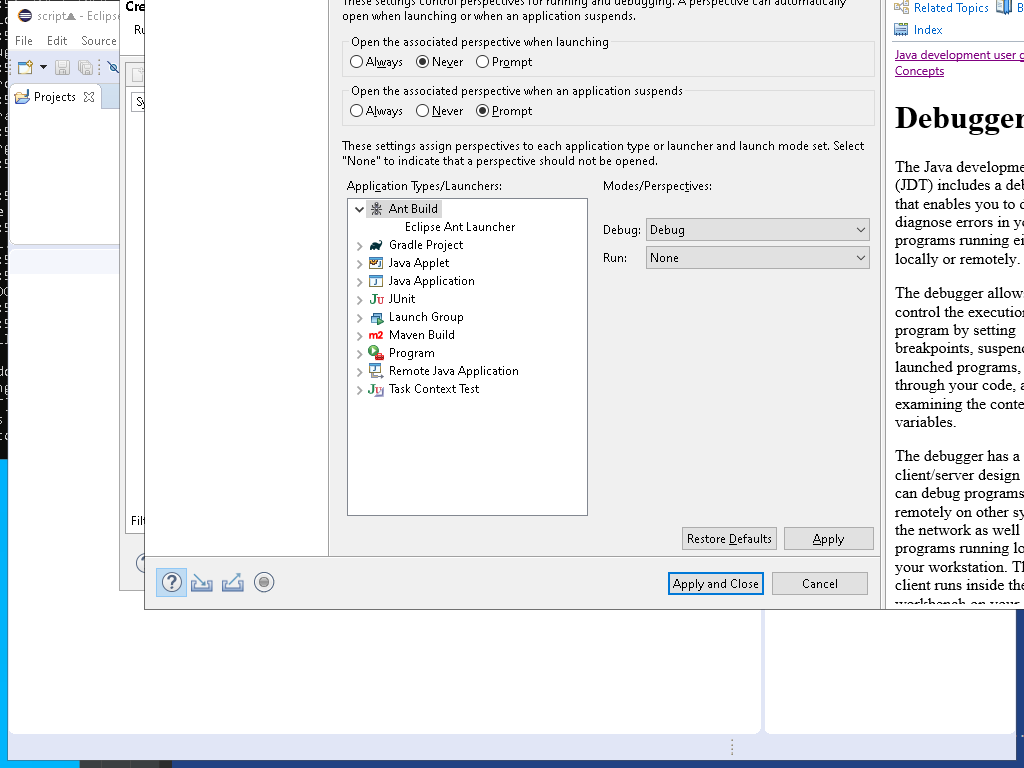 script - Eclipse
File Edit Source
Projects
These settings control perspectives for running and debugging. A perspective can automatically
open when launching or when an application suspends.
Open the associated perspective when launching
Always Never Prompt
Open the associated perspective when an application suspends
Always Never Prompt
These settings assign perspectives to each application type or launcher and launch mode set. Select
"None" to indicate that a perspective should not be opened.
Application Types/Launchers:
Ant Build
Eclipse Ant Launcher
Gradle Project
Java Applet
Java Application
JUnit
Launch Group
Maven Build
Program
Remote Java Application
Task Context Test
Modes/Perspectives:
Debug: Debug
Run: None
Restore Defaults Apply
Apply and Close Cancel
Related Topics
Index
Java development user g
Concepts
Debugger
The Java developme
(JDT) includes a deb
that enables you to d
diagnose errors in yo
programs running ei
locally or remotely.
The debugger allows
control the execution
program by setting
breakpoints, suspend
launched programs,
through your code, a
examining the conte
variables.
The debugger has a
client/server design
can debug programs
remotely on other sy
the network as well
programs running lo
your workstation. Th
client runs inside the
workbench on your